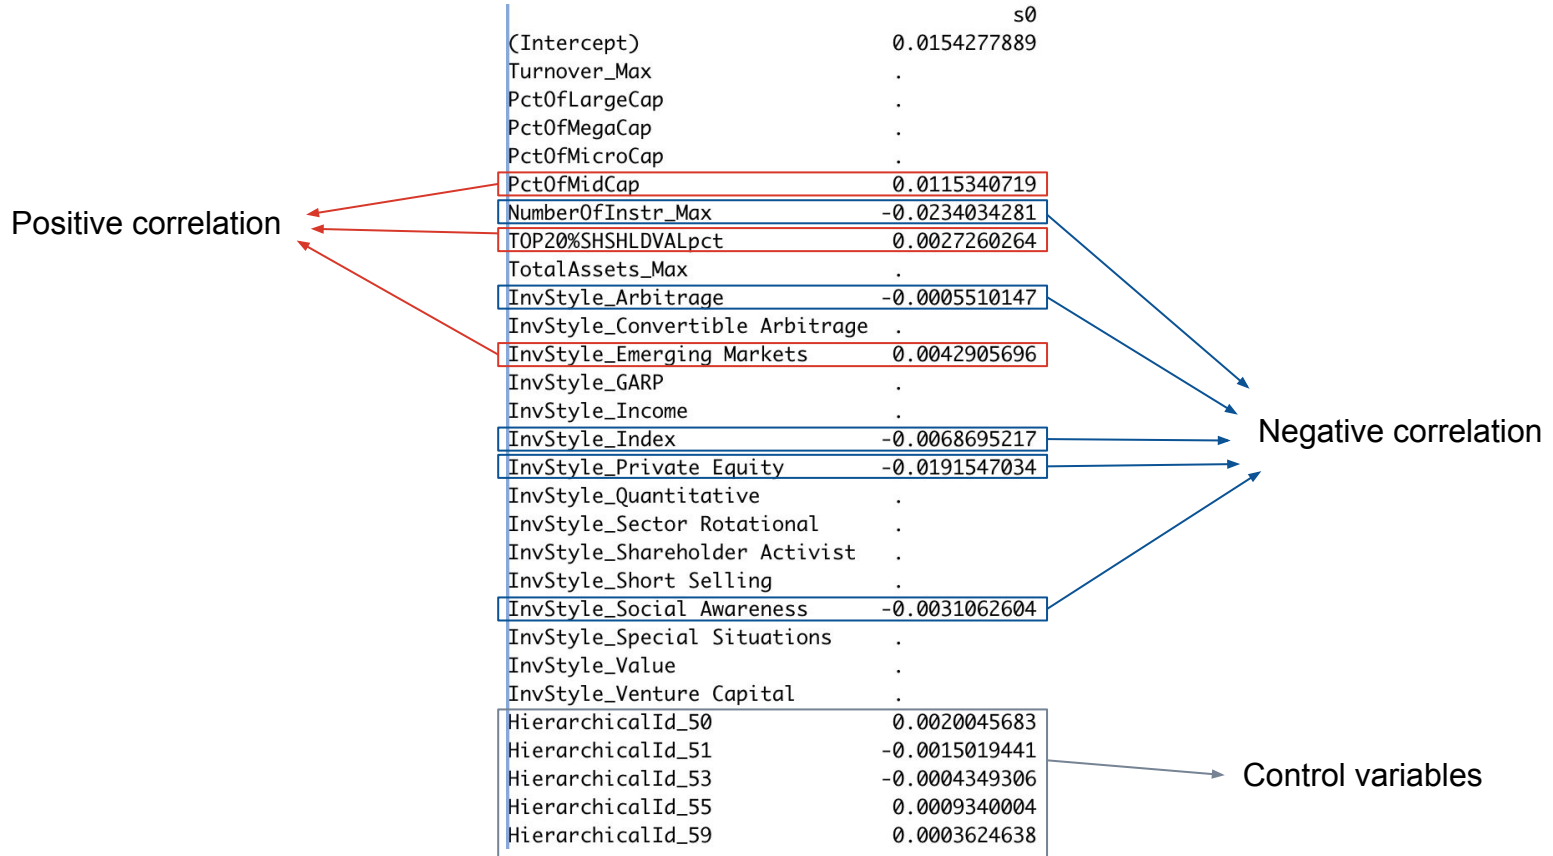 s0
(Intercept) 0.0154277889
Turnover_Max .
PctOfLargeCap .
PctOfMegaCap .
PctOfMicroCap .
PctOfMidCap 0.0115340719
NumberOfInstr_Max -0.0234034281
Positive correlation
TOP20%SHSHLDVALpct 0.0027260264
TotalAssets_Max .
InvStyle_Arbitrage -0.0005510147
InvStyle_Convertible Arbitrage .
InvStyle_Emerging Markets 0.0042905696
InvStyle_GARP .
InvStyle_Income .
InvStyle_Index -0.0068695217
Negative correlation
InvStyle_Private Equity -0.0191547034
InvStyle_Quantitative .
InvStyle_Sector Rotational .
InvStyle_Shareholder Activist .
InvStyle_Short Selling .
InvStyle_Social Awareness -0.0031062604
InvStyle_Special Situations .
InvStyle_Value .
InvStyle_Venture Capital .
HierarchicalId_50 0.0020045683
HierarchicalId_51 -0.0015019441
HierarchicalId_53 -0.0004349306
Control variables
HierarchicalId_55 0.0009340004
HierarchicalId_59 0.0003624638